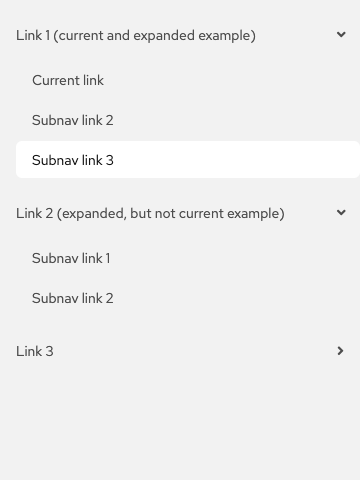 Link 1 (current and expanded example)
Current link
Subnav link 2
Subnav link 3
Link 2 (expanded, but not current example)
Subnav link 1
Subnav link 2
Link 3